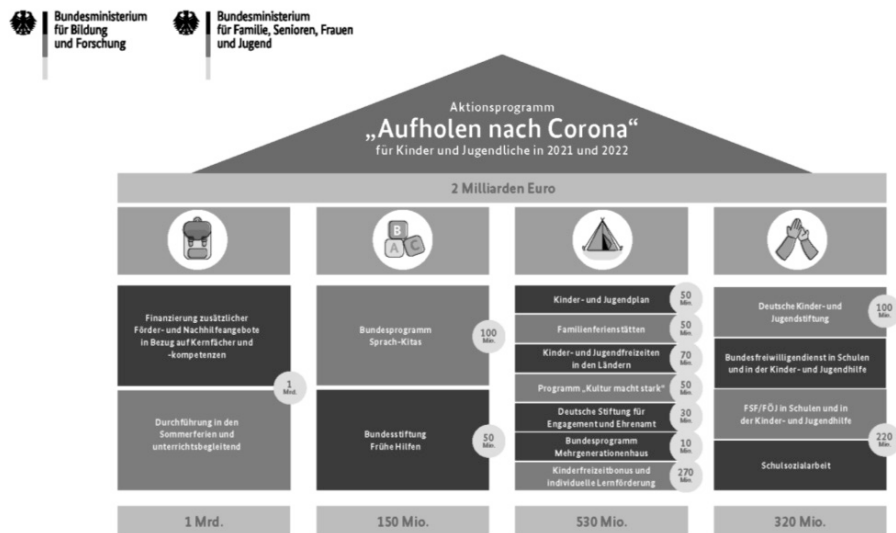 Bundesministerium
für Bildung
und Forschung
Bundesministerium
für Familie, Senioren, Frauen
und Jugend
Aktionsprogramm
„Aufholen nach Corona“
für Kinder und Jugendliche in 2021 und 2022
2 Milliarden Euro
Finanzierung zusätzlicher
Förder- und Nachhilfeangebote
in Bezug auf Kernfächer und
-kompetenzen
1
Mrd.
Durchführung in den
Sommerferien und
unterrichtsbegleitend
1 Mrd.
B
A
C
Bundesprogramm
Sprach-Kitas
100
Mio.
Bundesstiftung
Frühe Hilfen
50
Mio.
150 Mio.
Kinder- und Jugendplan
50
Mio.
Familienferienstätten
50
Mio.
Kinder- und Jugendfreizeiten
in den Ländern
70
Mio.
Programm „Kultur macht stark“
50
Mio.
Deutsche Stiftung für
Engagement und Ehrenamt
30
Mio.
Bundesprogramm
Mehrgenerationenhaus
10
Mio.
Kinderfreizeitbonus und
individuelle Lernförderung
270
Mio.
530 Mio.
Deutsche Kinder- und
Jugendstiftung
100
Mio.
Bundesfreiwilligendienst in Schulen
und in der Kinder- und Jugendhilfe
FSF/FÖJ in Schulen und in
der Kinder- und Jugendhilfe
220
Mio.
Schulsozialarbeit
320 Mio.